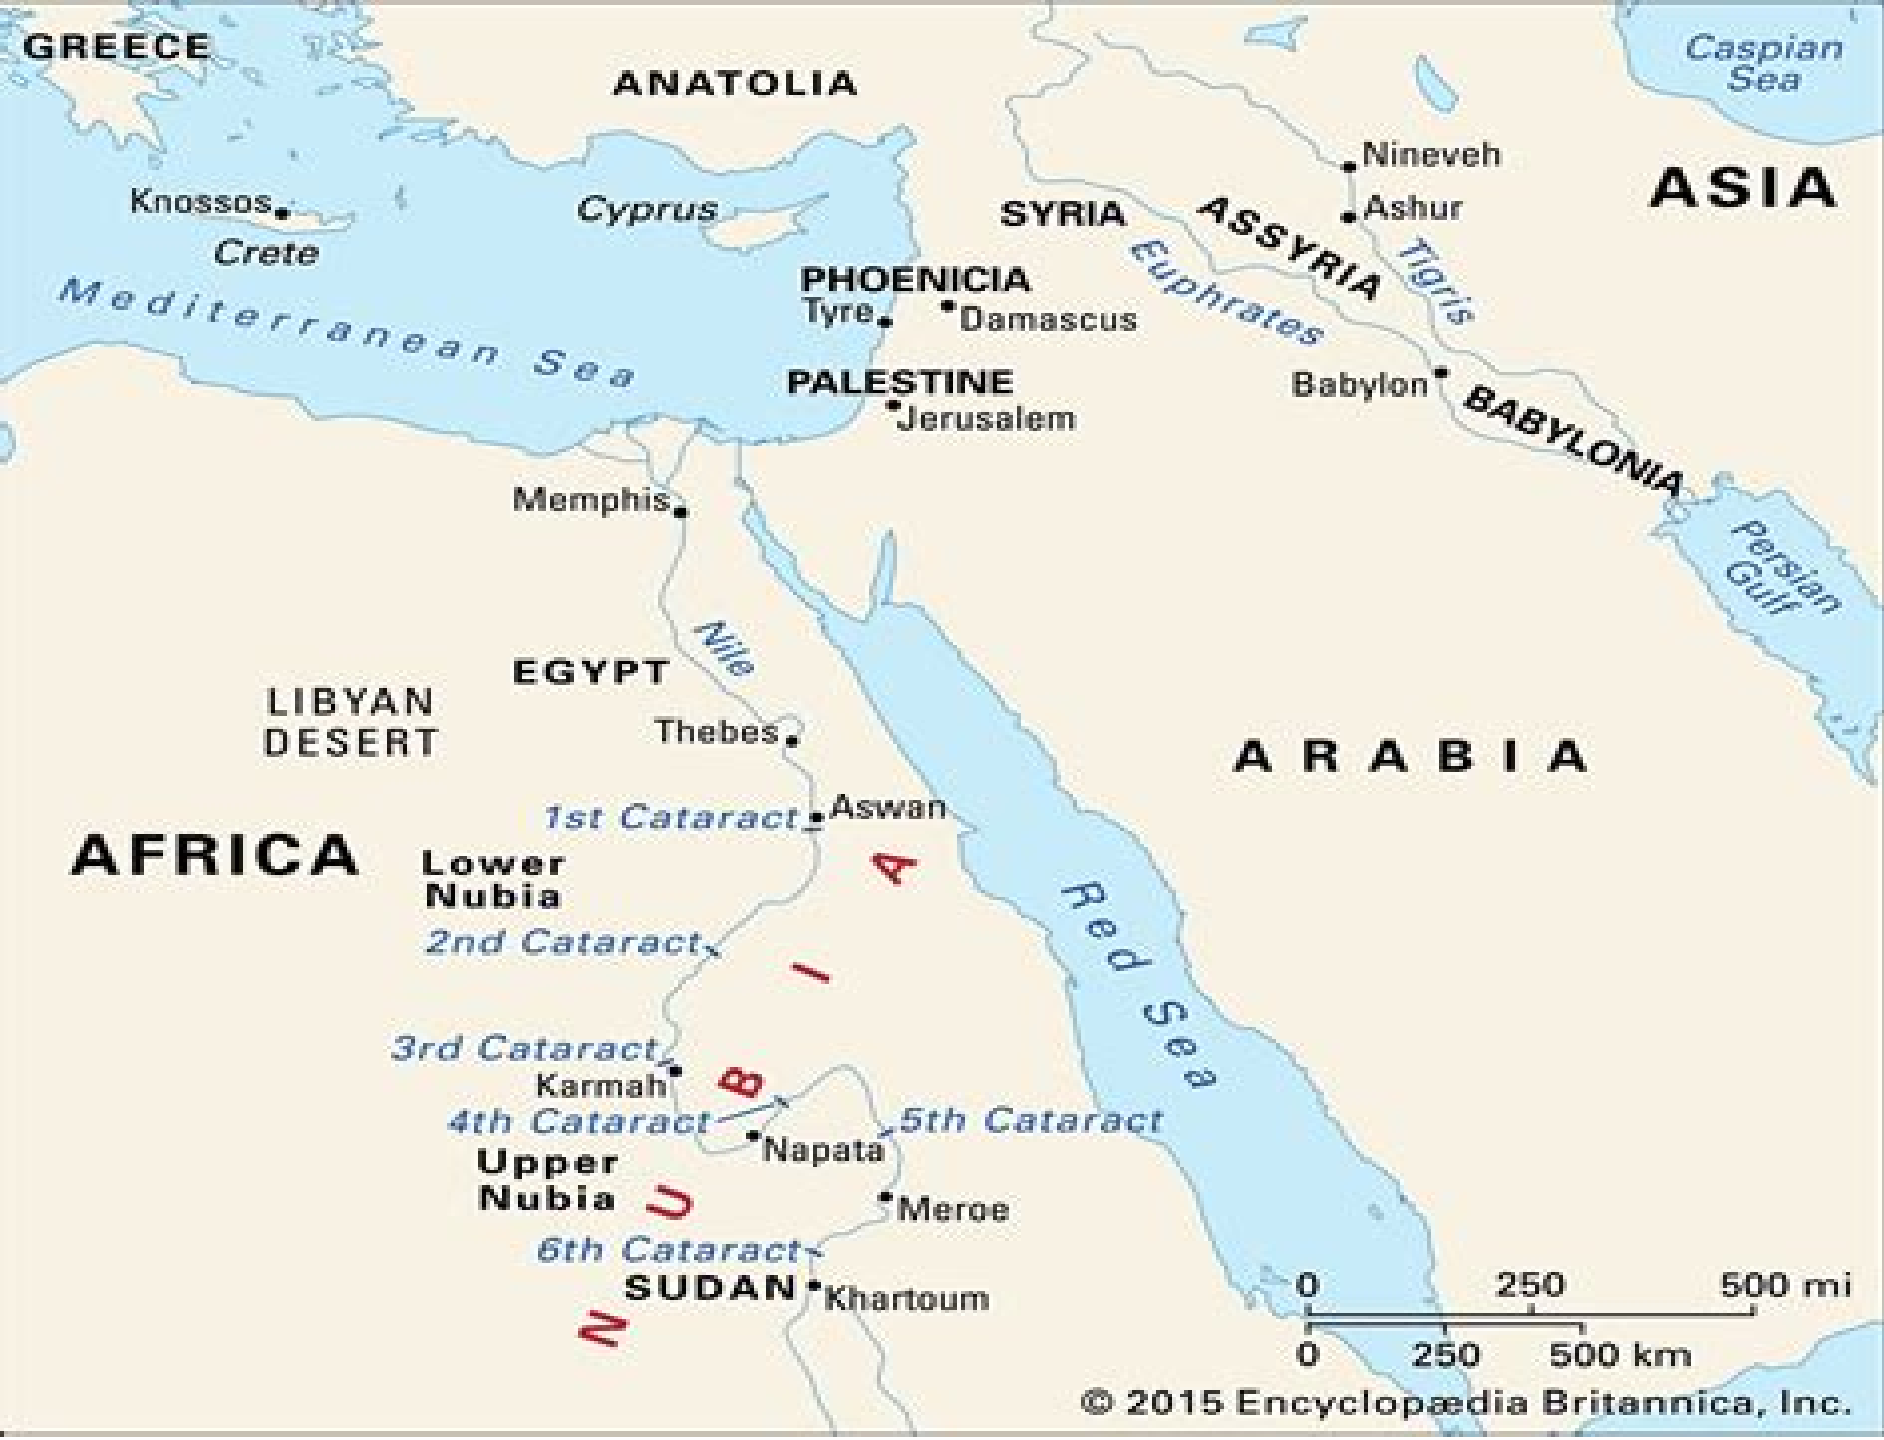 GREECE
ANATOLIA
Caspian
Sea
Nineveh
ASIA
Knossos
Cyprus
SYRIA
ASSYRIA
Ashur
Crete
Euphrates
Tigris
Mediterranean Sea
PHOENICIA
Tyre
Damascus
PALESTINE
Jerusalem
Babylon
BABYLONIA
Memphis
Persian
Gulf
Nile
EGYPT
LIBYAN
DESERT
Thebes
ARABIA
1st Cataract
Aswan
AFRICA
Lower
Nubia
2nd Cataract
Red Sea
3rd Cataract
Karmah
4th Cataract
5th Cataract
Napata
Upper
Nubia
NUBIA
Meroe
6th Cataract
SUDAN
Khartoum
0 250 500 mi
0 250 500 km
© 2015 Encyclopædia Britannica, Inc.